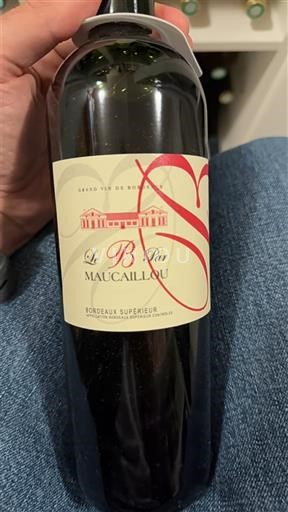 GRAND VIN DE BORDEAUX
Le B Par
MAUCAILLOU
BORDEAUX SUPÉRIEUR
APPELLATION BORDEAUX SUPÉRIEUR CONTRÔLÉE